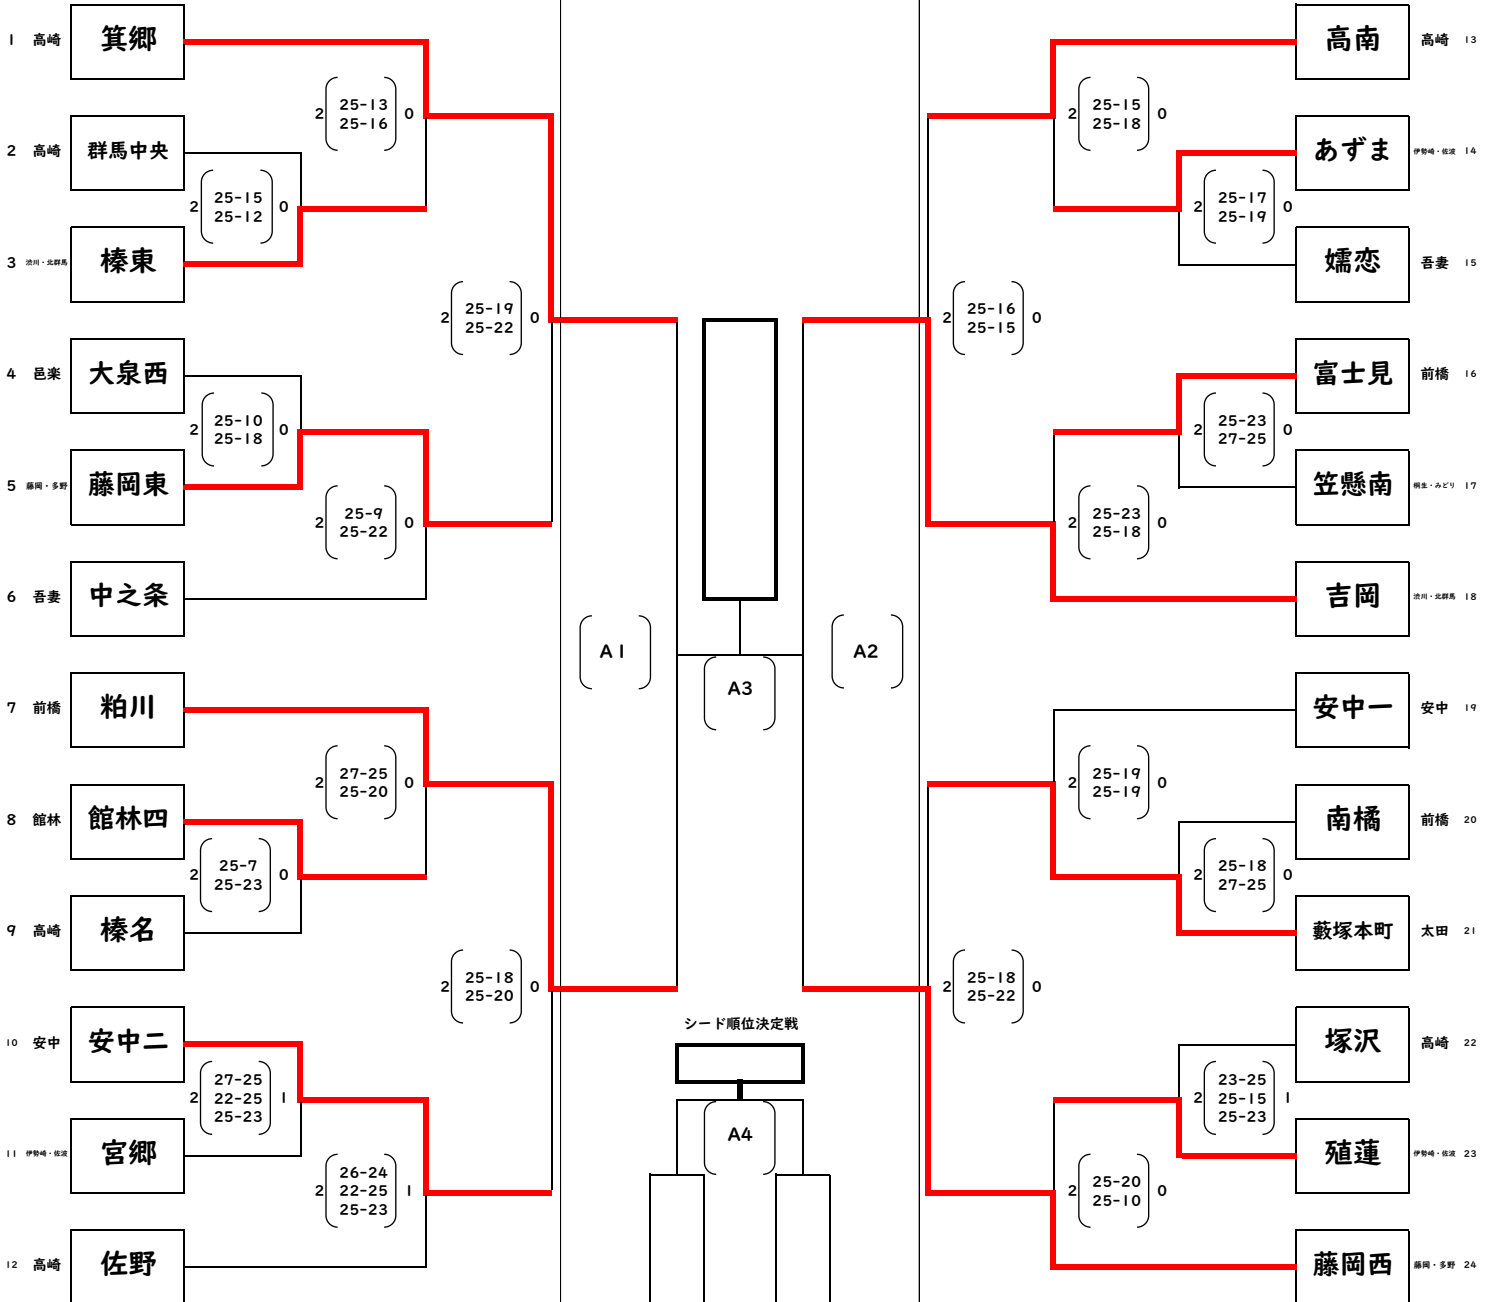 1 高崎 箕郷
2 25-13 0
25-16
2 高崎 群馬中央
2 25-15 0
25-12
3 渋川・北群馬 榛東
2 25-19 0
25-22
4 邑楽 大泉西
2 25-10 0
25-18
5 藤岡・多野 藤岡東
2 25-9 0
25-22
6 吾妻 中之条
7 前橋 粕川
2 27-25 0
25-20
8 館林 館林四
2 25-7 0
25-23
9 高崎 榛名
2 25-18 0
25-20
10 安中 安中二
2 27-25 1
22-25
25-23
11 伊勢崎・佐波 宮郷
2 26-24 1
22-25
25-23
12 高崎 佐野
A1
A3
A2
シード順位決定戦
A4
高南 高崎 13
2 25-15 0
25-18
あずま 伊勢崎・佐波 14
2 25-17 0
25-19
嬬恋 吾妻 15
2 25-16 0
25-15
富士見 前橋 16
2 25-23 0
27-25
笠懸南 桐生・みどり 17
2 25-23 0
25-18
吉岡 渋川・北群馬 18
安中一 安中 19
2 25-19 0
25-19
南橘 前橋 20
2 25-18 0
27-25
藪塚本町 太田 21
2 25-18 0
25-22
塚沢 高崎 22
2 23-25 1
25-15
25-23
殖蓮 伊勢崎・佐波 23
2 25-20 0
25-10
藤岡西 藤岡・多野 24